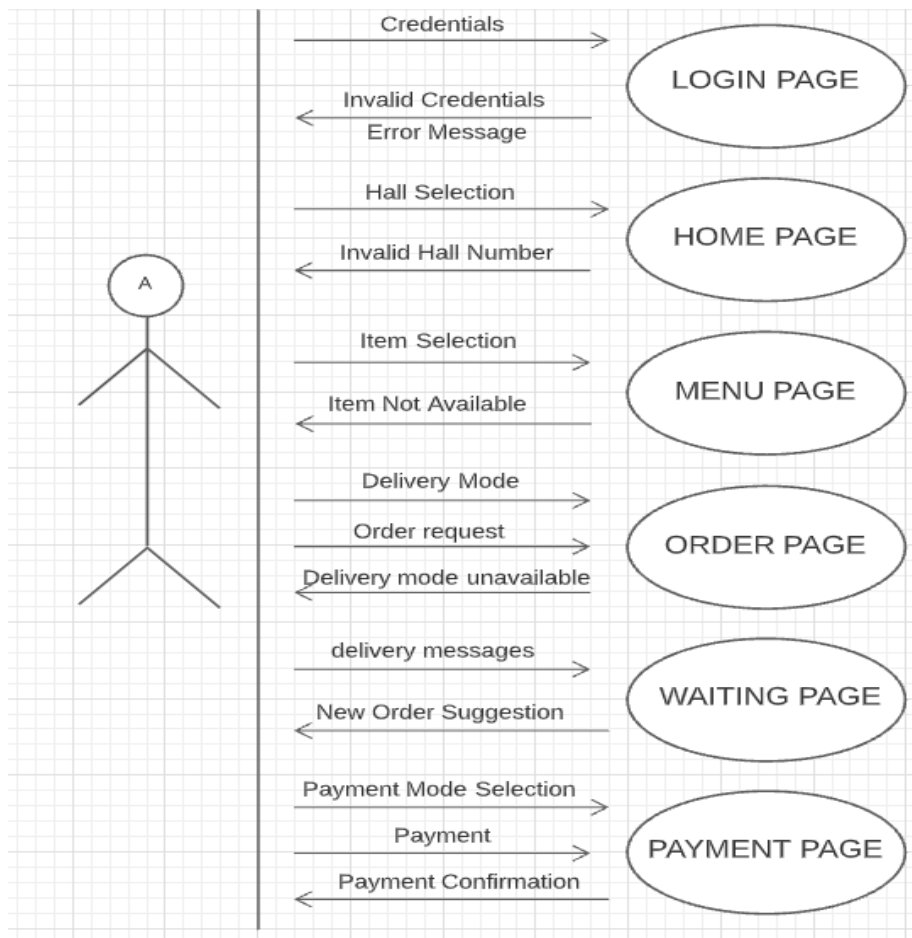 Credentials
LOGIN PAGE
Invalid Credentials
Error Message
Hall Selection
HOME PAGE
Invalid Hall Number
A
Item Selection
MENU PAGE
Item Not Available
Delivery Mode
Order request
ORDER PAGE
Delivery mode unavailable
delivery messages
WAITING PAGE
New Order Suggestion
Payment Mode Selection
Payment
PAYMENT PAGE
Payment Confirmation